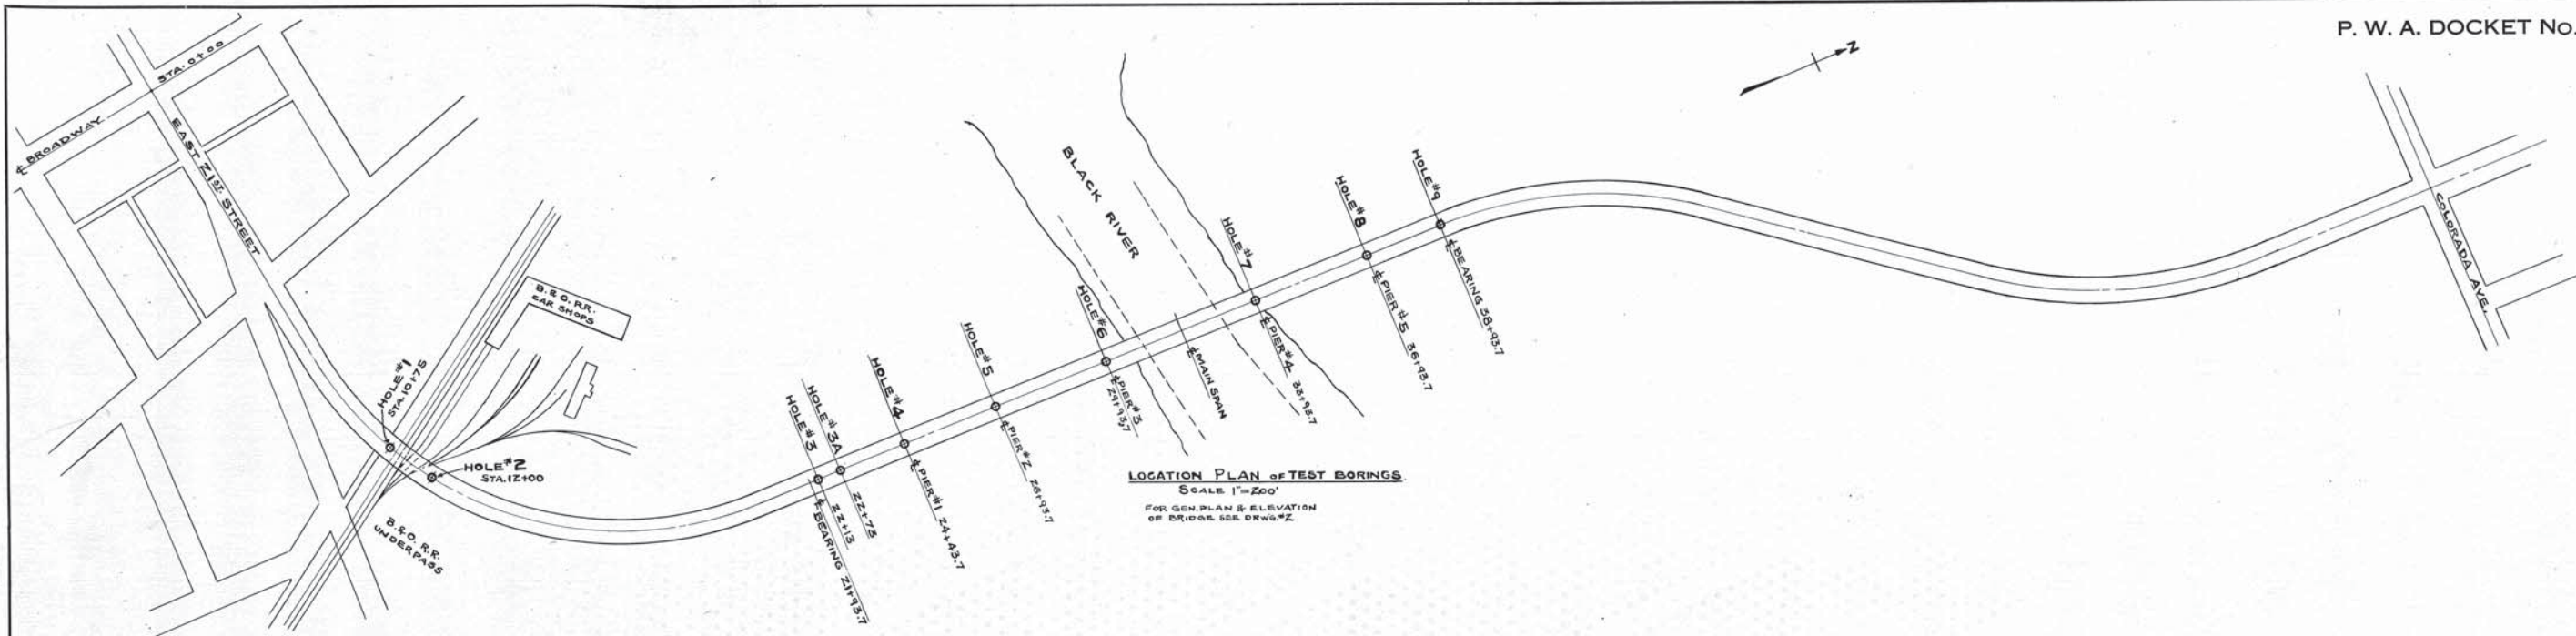 P. W. A. DOCKET No.
STA. 0+00
℄ BROADWAY
EAST 21ST. STREET
B. & O. RR.
CAR SHOPS
HOLE #1
STA. 10+75
HOLE #2
STA. 12+00
B. & O. R.R.
UNDERPASS
HOLE #3
22+13
℄ BEARING 21+93.7
HOLE #3A
22+73
HOLE #4
℄ PIER #1 24+43.7
HOLE #5
℄ PIER #2 26+93.7
HOLE #6
℄ PIER #3
29+93.7
BLACK RIVER
℄ MAIN SPAN
HOLE #7
℄ PIER #4 33+93.7
HOLE #8
℄ PIER #5 36+93.7
HOLE #9
℄ BEARING 38+93.7
N
COLORADA AVE.
LOCATION PLAN OF TEST BORINGS.
SCALE 1"=200'
FOR GEN. PLAN & ELEVATION
OF BRIDGE SEE DRWG. #2